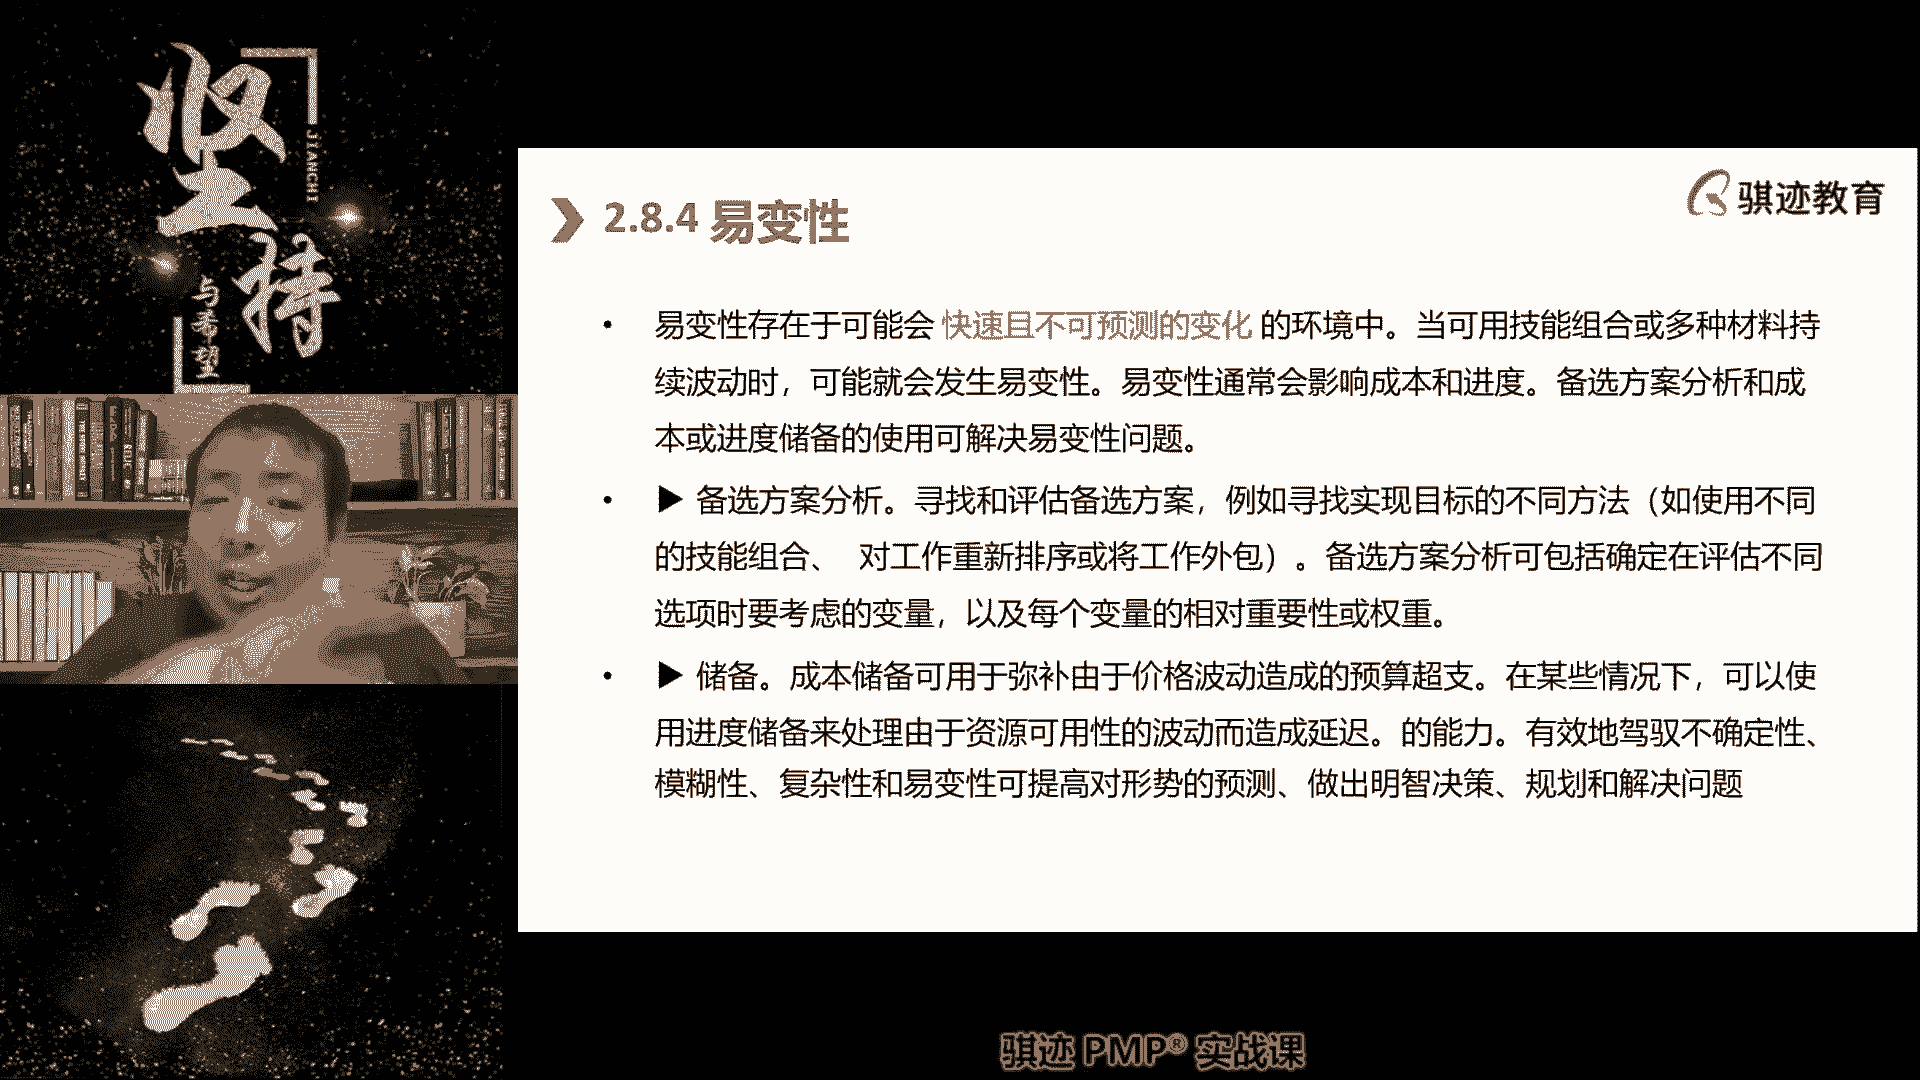 坚持
JIANCHI
与希望
骐迹教育
2.8.4 易变性
• 易变性存在于可能会 快速且不可预测的变化 的环境中。当可用技能组合或多种材料持
续波动时，可能就会发生易变性。易变性通常会影响成本和进度。备选方案分析和成
本或进度储备的使用可解决易变性问题。
• ▶ 备选方案分析。寻找和评估备选方案，例如寻找实现目标的不同方法（如使用不同
的技能组合、 对工作重新排序或将工作外包）。备选方案分析可包括确定在评估不同
选项时要考虑的变量，以及每个变量的相对重要性或权重。
• ▶ 储备。成本储备可用于弥补由于价格波动造成的预算超支。在某些情况下，可以使
用进度储备来处理由于资源可用性的波动而造成延迟。的能力。有效地驾驭不确定性、
模糊性、复杂性和易变性可提高对形势的预测、做出明智决策、规划和解决问题
骐迹 PMP® 实战课